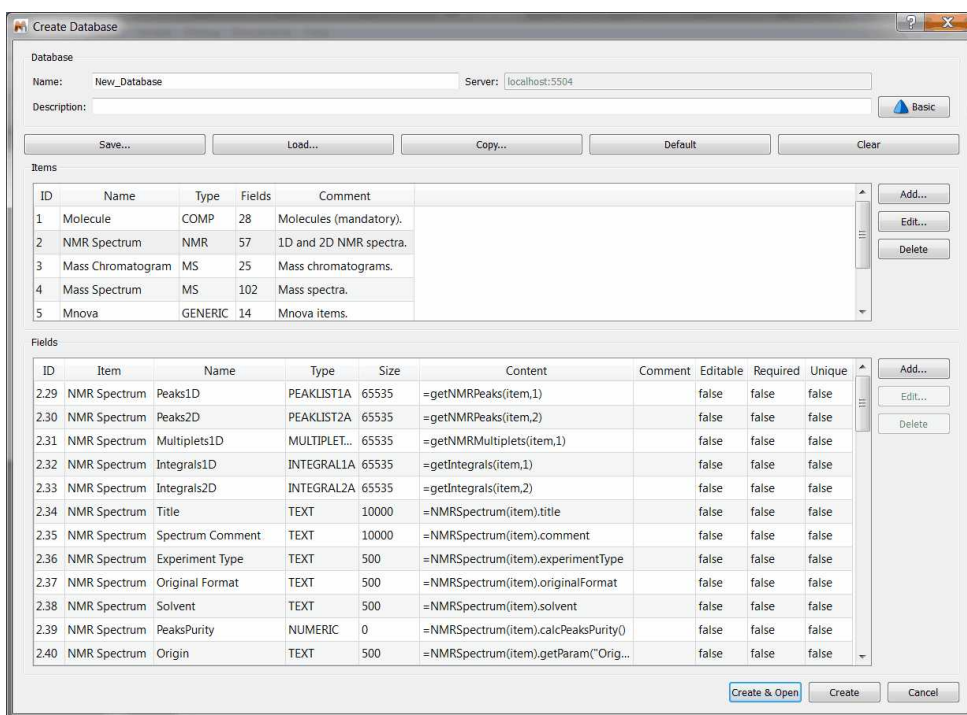 Create Database
Database
Name: New_Database Server: localhost:5504
Description: Basic
Save... Load... Copy... Default Clear
Items
ID Name Type Fields Comment
1 Molecule COMP 28 Molecules (mandatory).
2 NMR Spectrum NMR 57 1D and 2D NMR spectra.
3 Mass Chromatogram MS 25 Mass chromatograms.
4 Mass Spectrum MS 102 Mass spectra.
5 Mnova GENERIC 14 Mnova items.
Add...
Edit...
Delete
Fields
ID Item Name Type Size Content Comment Editable Required Unique
2.29 NMR Spectrum Peaks1D PEAKLIST1A 65535 =getNMRPeaks(item,1) false false false
2.30 NMR Spectrum Peaks2D PEAKLIST2A 65535 =getNMRPeaks(item,2) false false false
2.31 NMR Spectrum Multiplets1D MULTIPLET... 65535 =getNMRMultiplets(item,1) false false false
2.32 NMR Spectrum Integrals1D INTEGRAL1A 65535 =getIntegrals(item,1) false false false
2.33 NMR Spectrum Integrals2D INTEGRAL2A 65535 =getIntegrals(item,2) false false false
2.34 NMR Spectrum Title TEXT 10000 =NMRSpectrum(item).title false false false
2.35 NMR Spectrum Spectrum Comment TEXT 10000 =NMRSpectrum(item).comment false false false
2.36 NMR Spectrum Experiment Type TEXT 500 =NMRSpectrum(item).experimentType false false false
2.37 NMR Spectrum Original Format TEXT 500 =NMRSpectrum(item).originalFormat false false false
2.38 NMR Spectrum Solvent TEXT 500 =NMRSpectrum(item).solvent false false false
2.39 NMR Spectrum PeaksPurity NUMERIC 0 =NMRSpectrum(item).calcPeaksPurity() false false false
2.40 NMR Spectrum Origin TEXT 500 =NMRSpectrum(item).getParam("Orig... false false false
Add...
Edit...
Delete
Create & Open Create Cancel